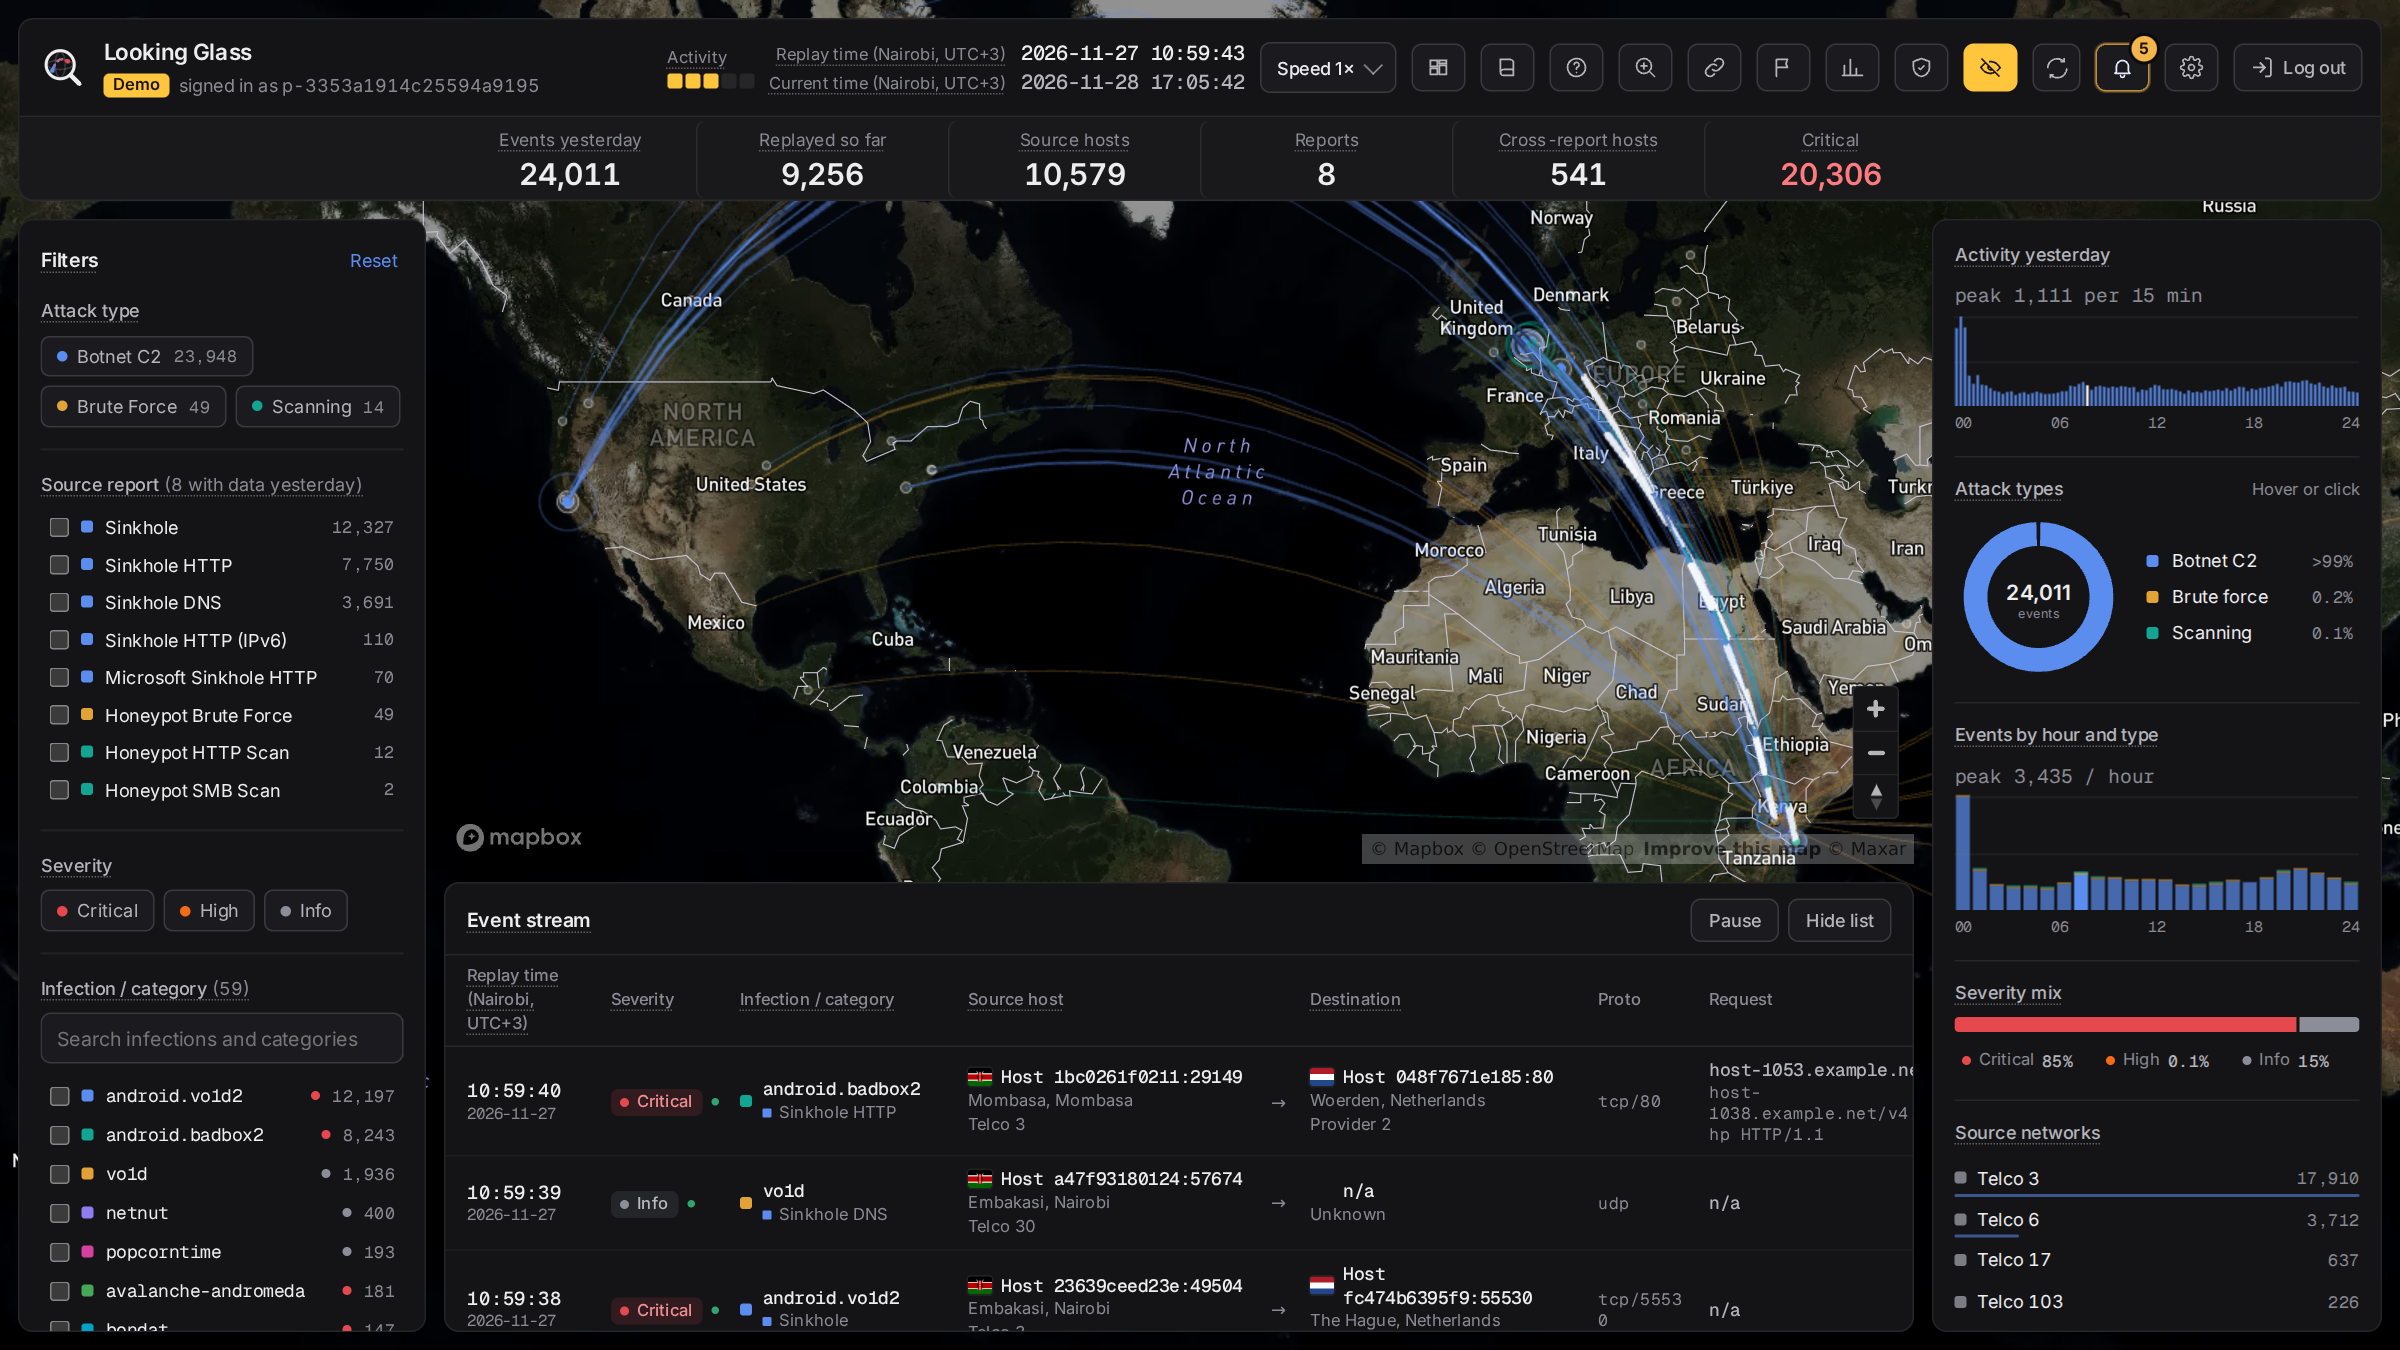 Looking Glass
Demo signed in as p-3353a1914c25594a9195
Activity
Replay time (Nairobi, UTC+3) 2026-11-27 10:59:43
Current time (Nairobi, UTC+3) 2026-11-28 17:05:42
Speed 1×
5
Log out
Events yesterday
24,011
Replayed so far
9,256
Source hosts
10,579
Reports
8
Cross-report hosts
541
Critical
20,306
Filters
Reset
Attack type
Botnet C2 23,948
Brute Force 49
Scanning 14
Source report (8 with data yesterday)
Sinkhole 12,327
Sinkhole HTTP 7,750
Sinkhole DNS 3,691
Sinkhole HTTP (IPv6) 110
Microsoft Sinkhole HTTP 70
Honeypot Brute Force 49
Honeypot HTTP Scan 12
Honeypot SMB Scan 2
Severity
Critical
High
Info
Infection / category (59)
Search infections and categories
android.vo1d2 12,197
android.badbox2 8,243
vo1d 1,936
netnut 400
popcorntime 193
avalanche-andromeda 181
bondat 147
Norway
Russia
Canada
United
Kingdom
Denmark
Belarus
EUROPE
Ukraine
France
Romania
NORTH
AMERICA
North
Atlantic
Ocean
Italy
Spain
United States
Greece
Türkiye
Tunisia
Morocco
Iraq
Iran
Algeria
Libya
Egypt
Mexico
Cuba
Saudi Arabia
Om
Mauritania
Mali
Niger
Chad
Senegal
Sudan
Yemen
Nigeria
Ethiopia
Venezuela
Cameroon
AFRICA
Colombia
Kenya
Ecuador
Tanzania
mapbox
© Mapbox © OpenStreetMap Improve this map © Maxar
Event stream
Pause
Hide list
Replay time
(Nairobi,
UTC+3)
Severity
Infection / category
Source host
Destination
Proto
Request
10:59:40
2026-11-27
Critical
android.badbox2
Sinkhole HTTP
Host 1bc0261f0211:29149
Mombasa, Mombasa
Telco 3
→
Host 048f7671e185:80
Woerden, Netherlands
Provider 2
tcp/80
host-1053.example.ne
host-
1038.example.net/v4
hp HTTP/1.1
10:59:39
2026-11-27
Info
vo1d
Sinkhole DNS
Host a47f93180124:57674
Embakasi, Nairobi
Telco 30
→
n/a
Unknown
udp
n/a
10:59:38
2026-11-27
Critical
android.vo1d2
Sinkhole
Host 23639ceed23e:49504
Embakasi, Nairobi
→
Host
fc474b6395f9:55530
The Hague, Netherlands
tcp/5553
0
n/a
Activity yesterday
peak 1,111 per 15 min
00 06 12 18 24
Attack types
Hover or click
24,011
events
Botnet C2 >99%
Brute force 0.2%
Scanning 0.1%
Events by hour and type
peak 3,435 / hour
00 06 12 18 24
Severity mix
Critical 85% High 0.1% Info 15%
Source networks
Telco 3 17,910
Telco 6 3,712
Telco 17 637
Telco 103 226